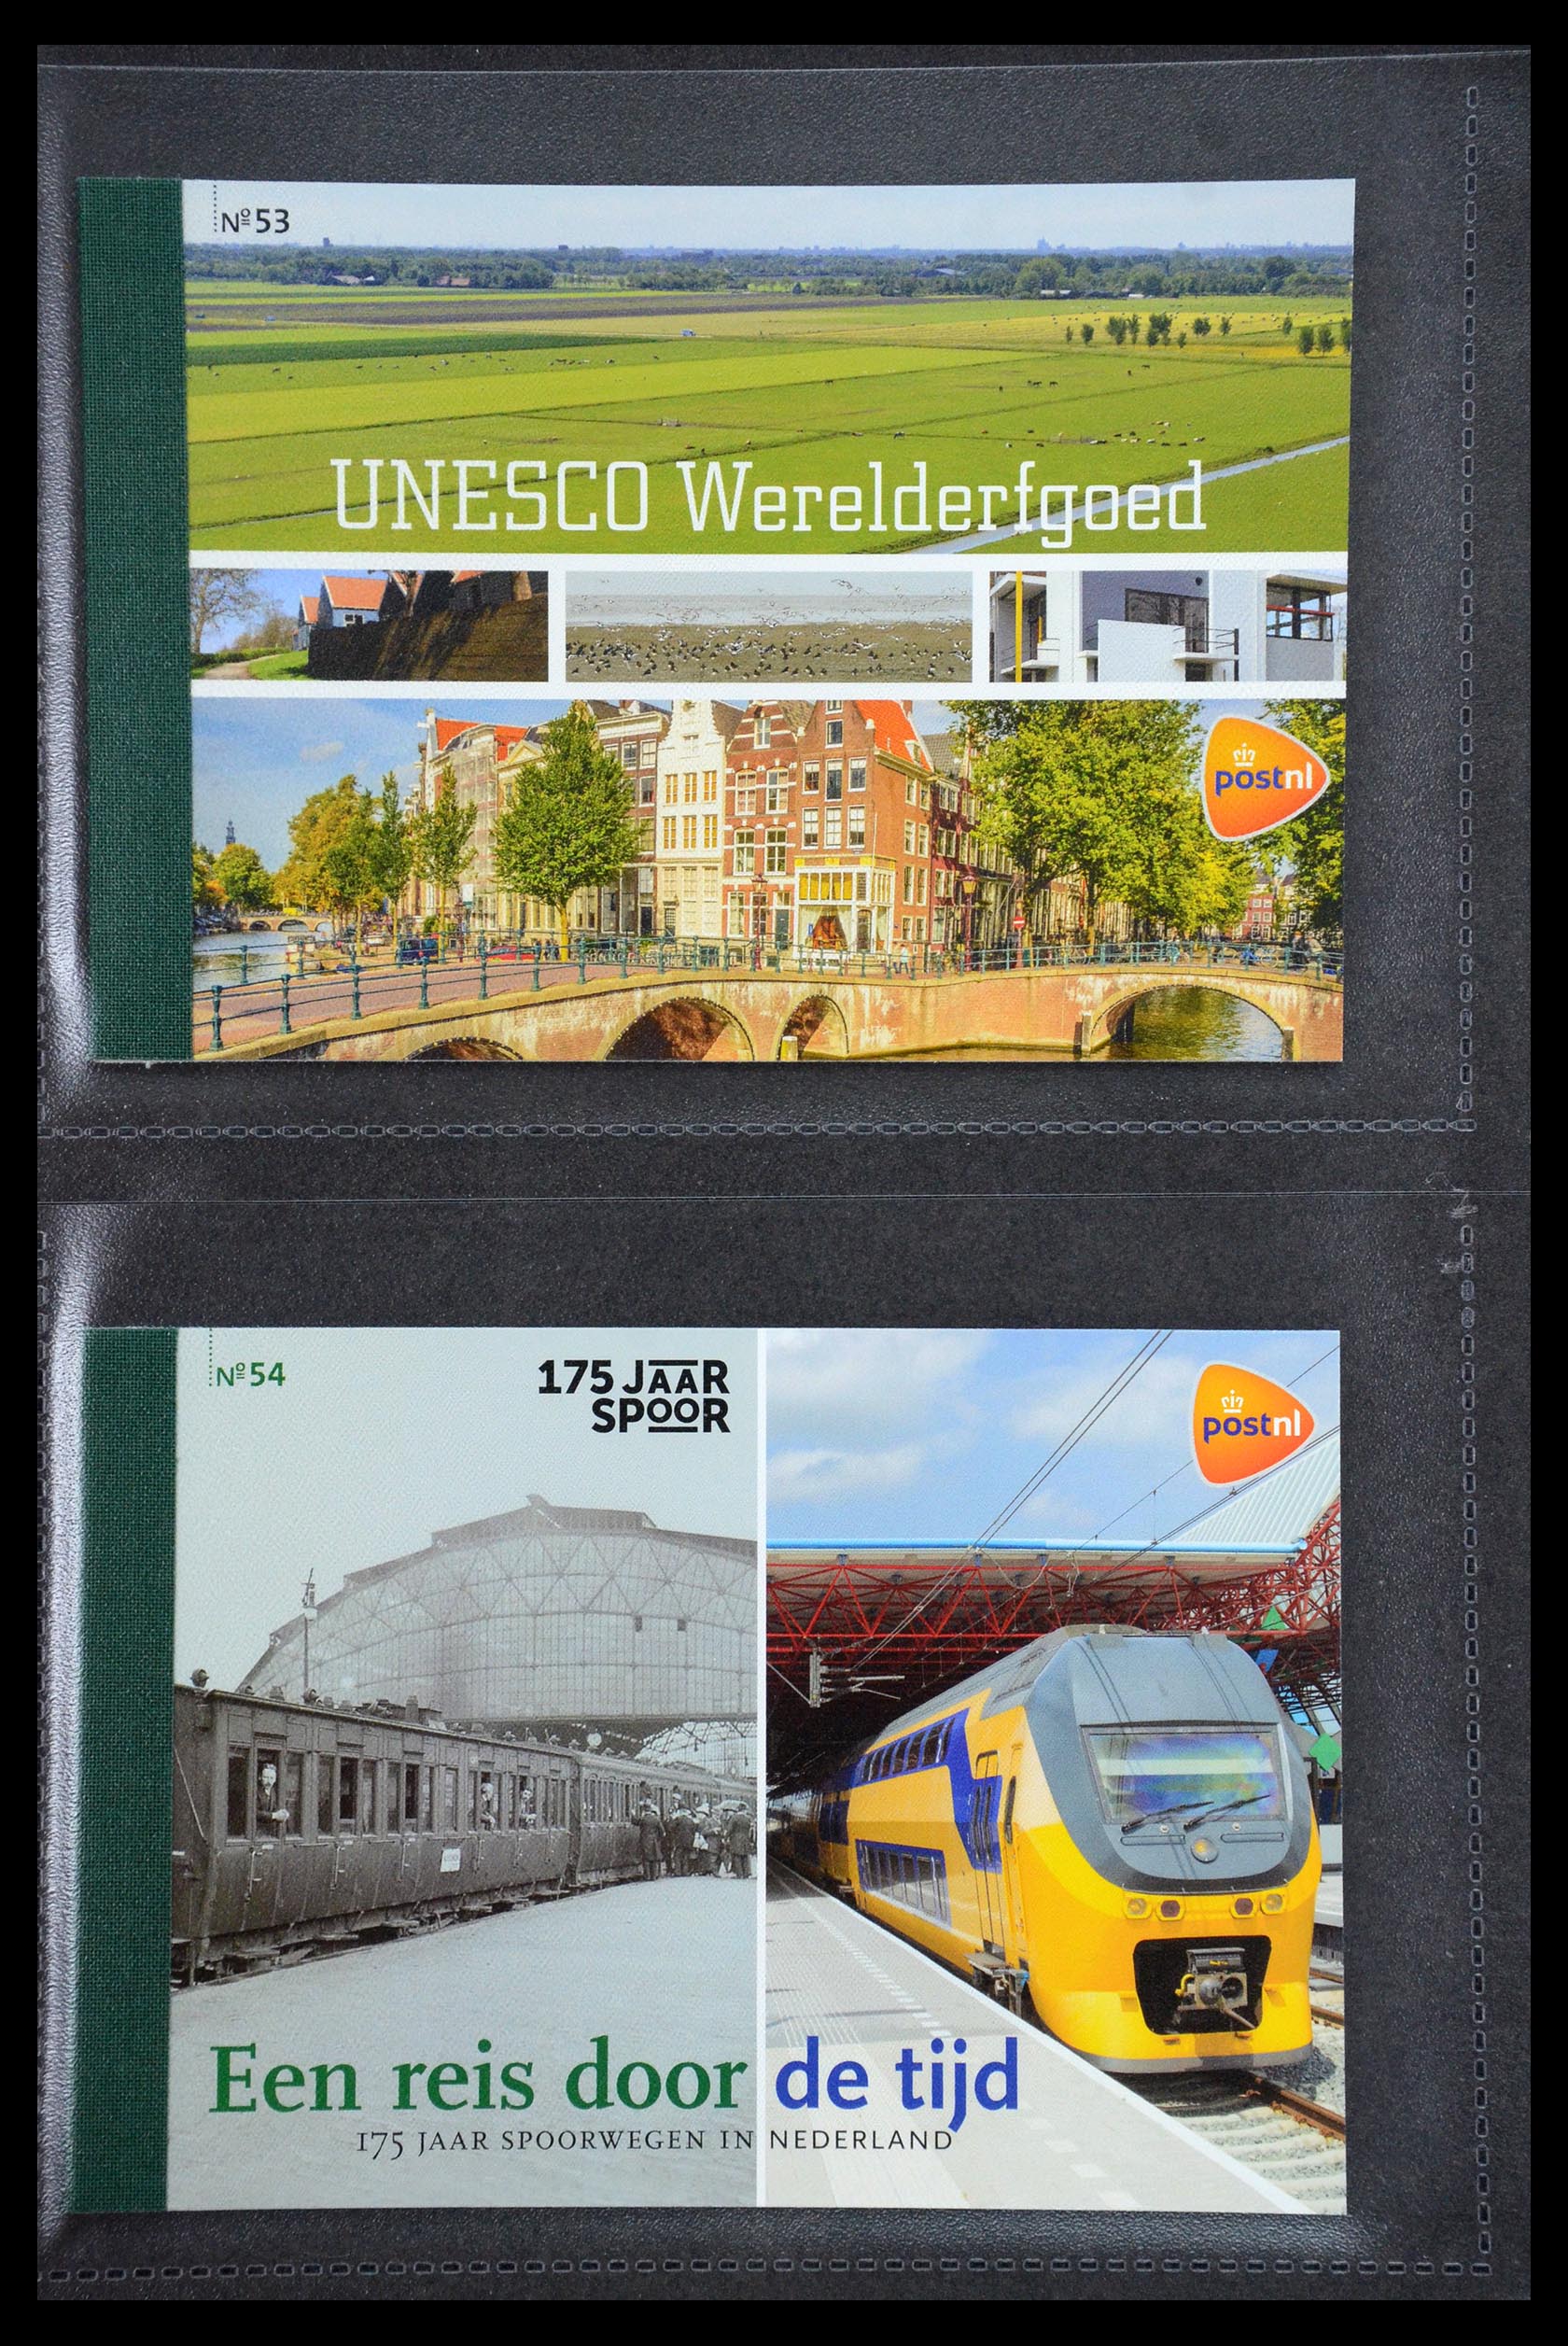 Nº53
UNESCO Werelderfgoed
postnl
Nº54
175 JAAR
SPOOR
postnl
Een reis door de tijd
175 JAAR SPOORWEGEN IN NEDERLAND